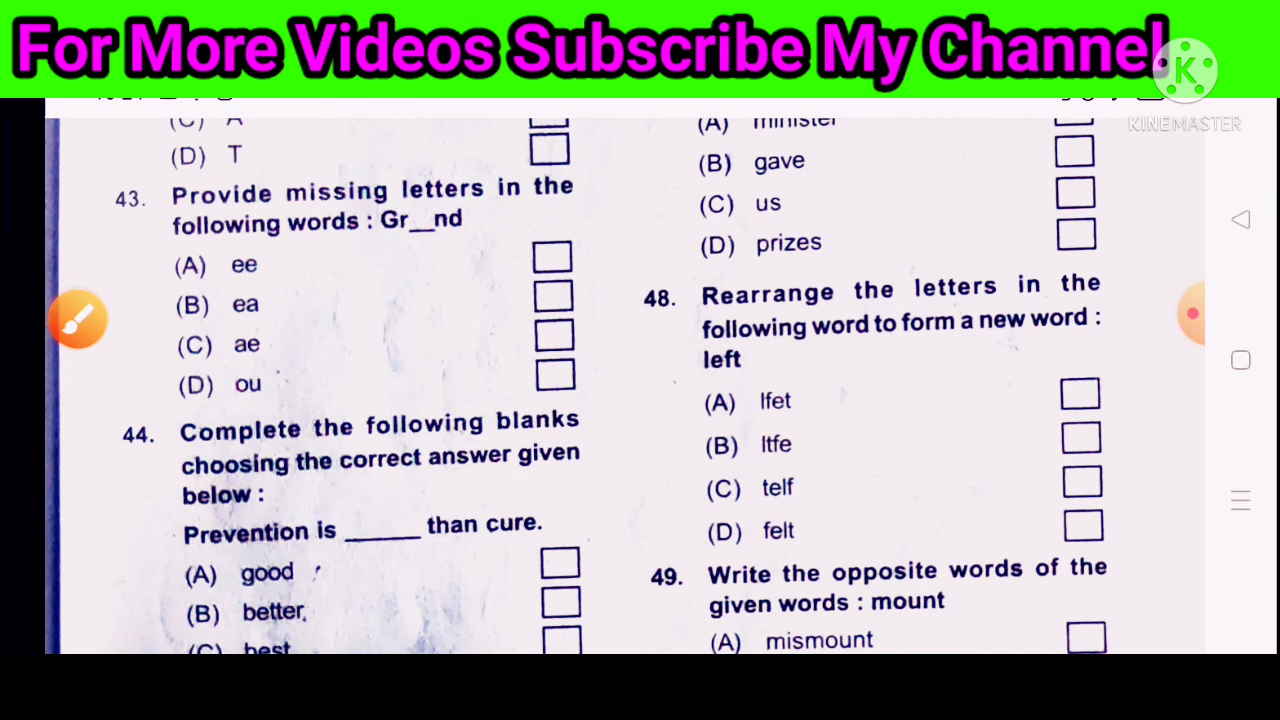 For More Videos Subscribe My Channel
K
KINEMASTER
(C) A
(D) T
43. Provide missing letters in the
following words : Gr__nd
(A) ee
(B) ea
(C) ae
(D) ou
44. Complete the following blanks
choosing the correct answer given
below :
Prevention is ______ than cure.
(A) good
(B) better
(C) best
(A) minister
(B) gave
(C) us
(D) prizes
48. Rearrange the letters in the
following word to form a new word :
left
(A) lfet
(B) ltfe
(C) telf
(D) felt
49. Write the opposite words of the
given words : mount
(A) mismount